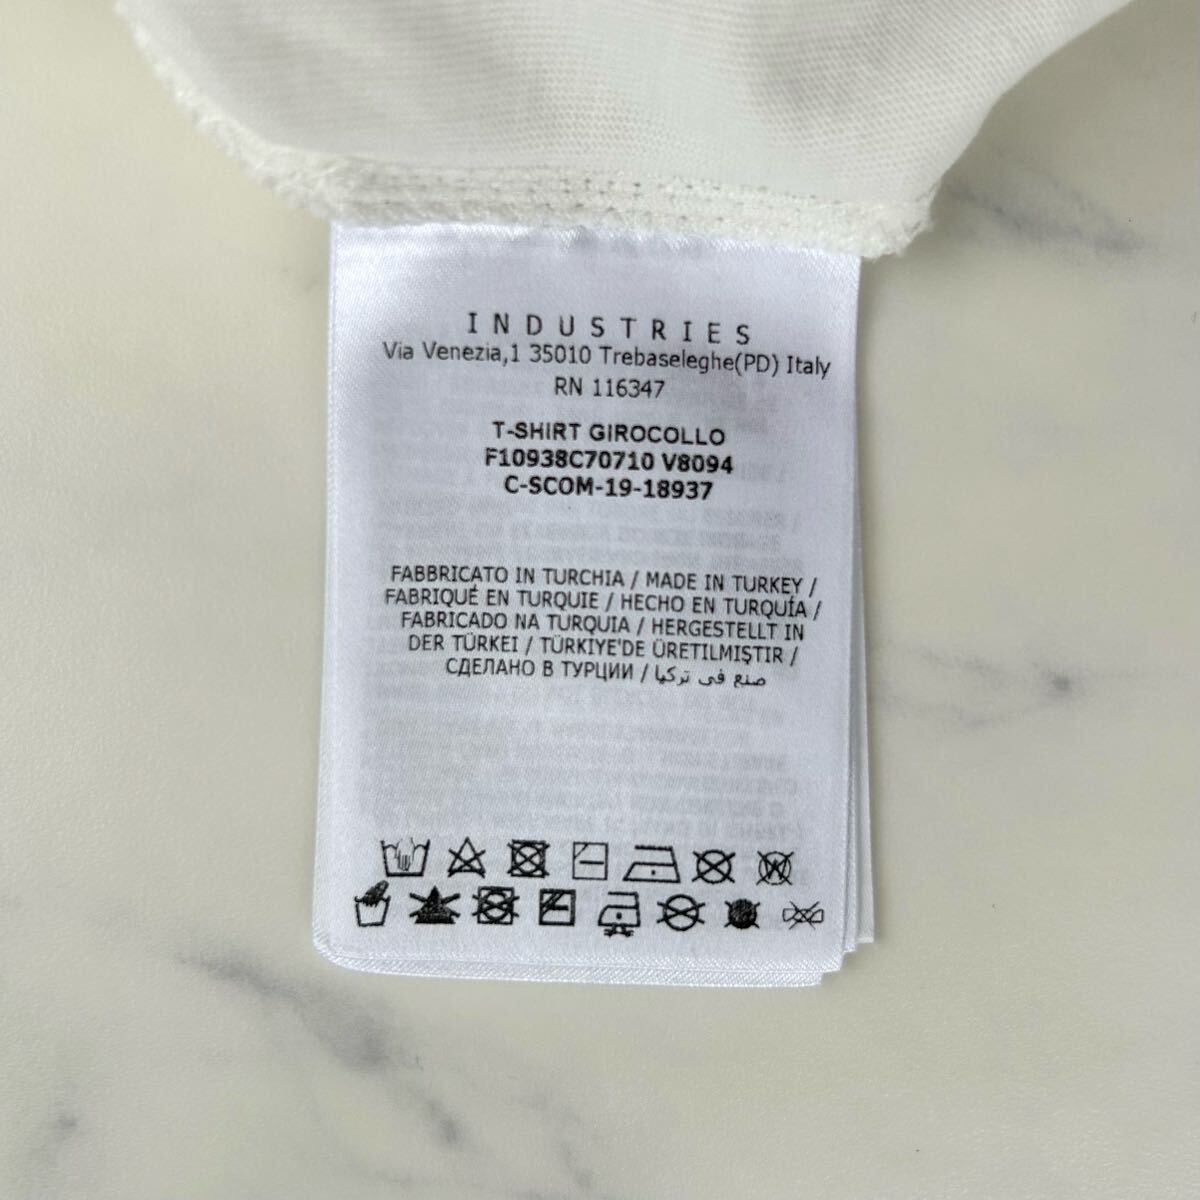 INDUSTRIES
Via Venezia,1 35010 Trebaseleghe(PD) Italy
RN 116347
T-SHIRT GIROCOLLO
F10938C70710 V8094
C-SCOM-19-18937
FABBRICATO IN TURCHIA / MADE IN TURKEY /
FABRIQUÉ EN TURQUIE / HECHO EN TURQUÍA /
FABRICADO NA TURQUIA / HERGESTELLT IN
DER TÜRKEI / TÜRKIYE'DE ÜRETILMIŞTIR /
СДЕЛАНО В ТУРЦИИ / صنع في تركيا